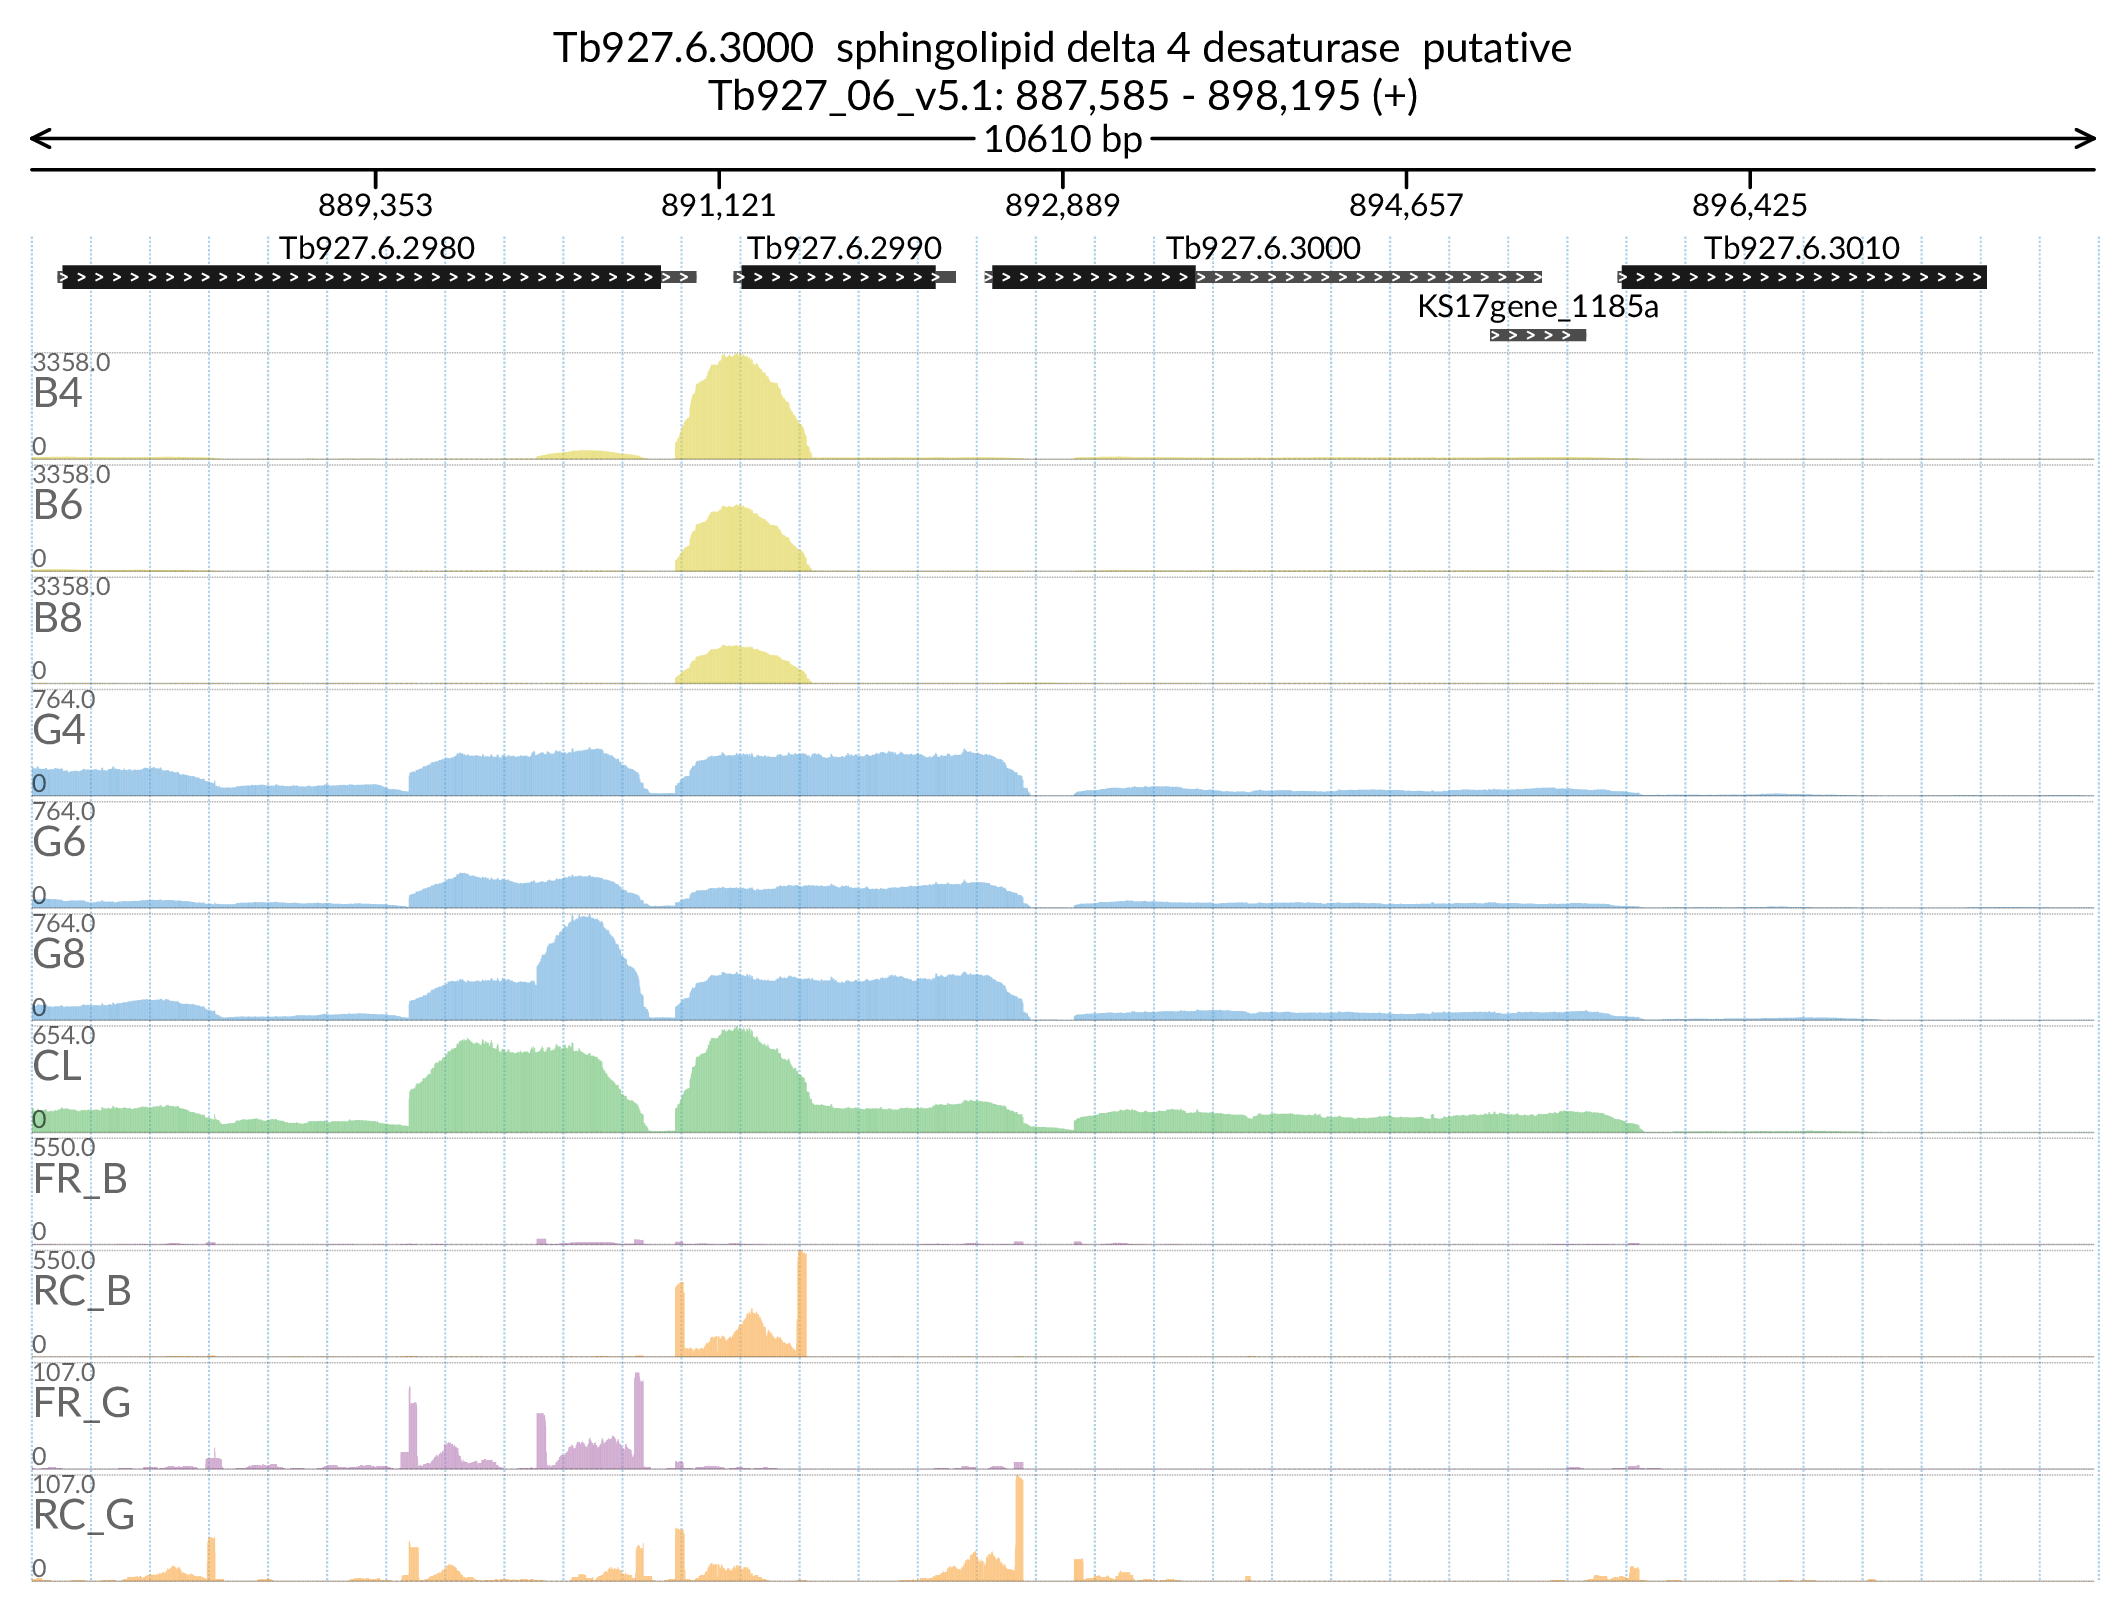 Tb927.6.3000  sphingolipid delta 4 desaturase  putative
Tb927_06_v5.1: 887,585 - 898,195 (+)
10610 bp
889,353 891,121 892,889 894,657 896,425
Tb927.6.2980 Tb927.6.2990 Tb927.6.3000 Tb927.6.3010
KS17gene_1185a
3358.0
B4
0
3358.0
B6
0
3358.0
B8
0
764.0
G4
0
764.0
G6
0
764.0
G8
0
654.0
CL
0
550.0
FR_B
0
550.0
RC_B
0
107.0
FR_G
0
107.0
RC_G
0